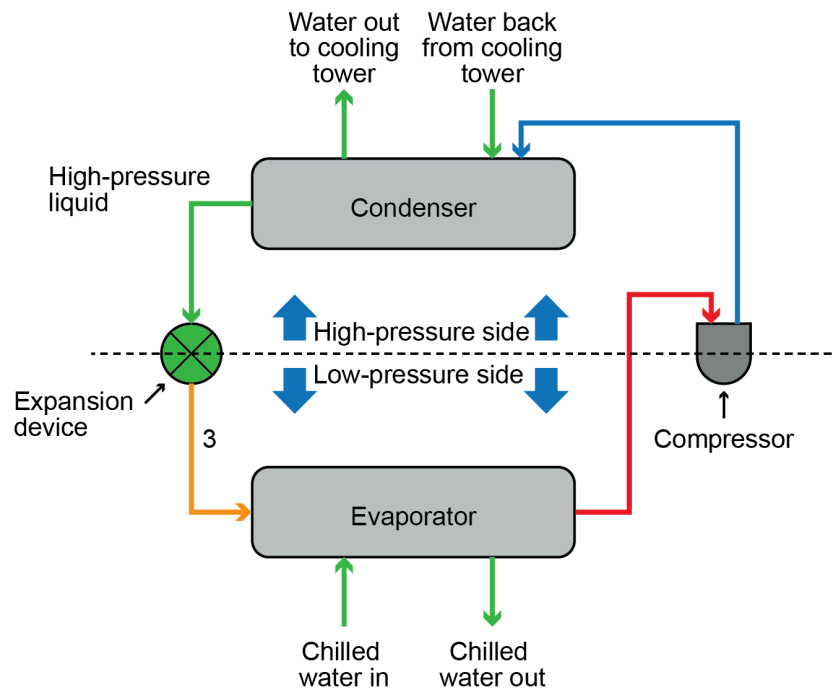 Water out
to cooling
tower
Water back
from cooling
tower
High-pressure
liquid
Condenser
High-pressure side
Low-pressure side
Expansion
device
3
Compressor
Evaporator
Chilled
water in
Chilled
water out